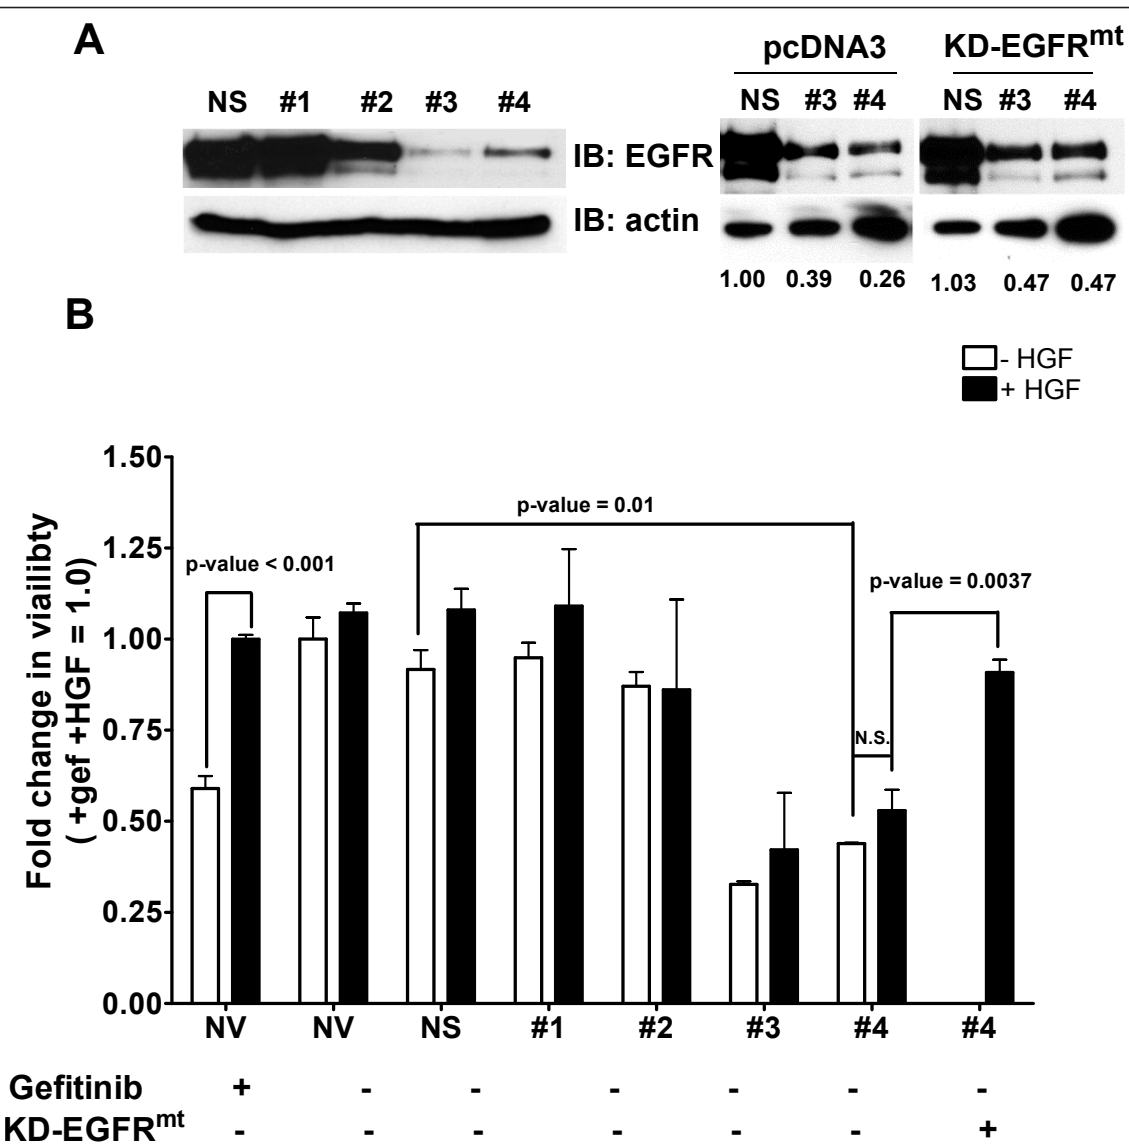 A
pcDNA3 KD-EGFRmt
NS #1 #2 #3 #4 NS #3 #4 NS #3 #4
IB: EGFR
IB: actin
1.00 0.39 0.26 1.03 0.47 0.47
B
- HGF
+ HGF
Fold change in viailibty
( +gef +HGF = 1.0)
1.50
1.25
1.00
0.75
0.50
0.25
0.00
p-value = 0.01
p-value < 0.001
p-value = 0.0037
N.S.
NV NV NS #1 #2 #3 #4 #4
Gefitinib + - - - - - -
KD-EGFRmt - - - - - - +